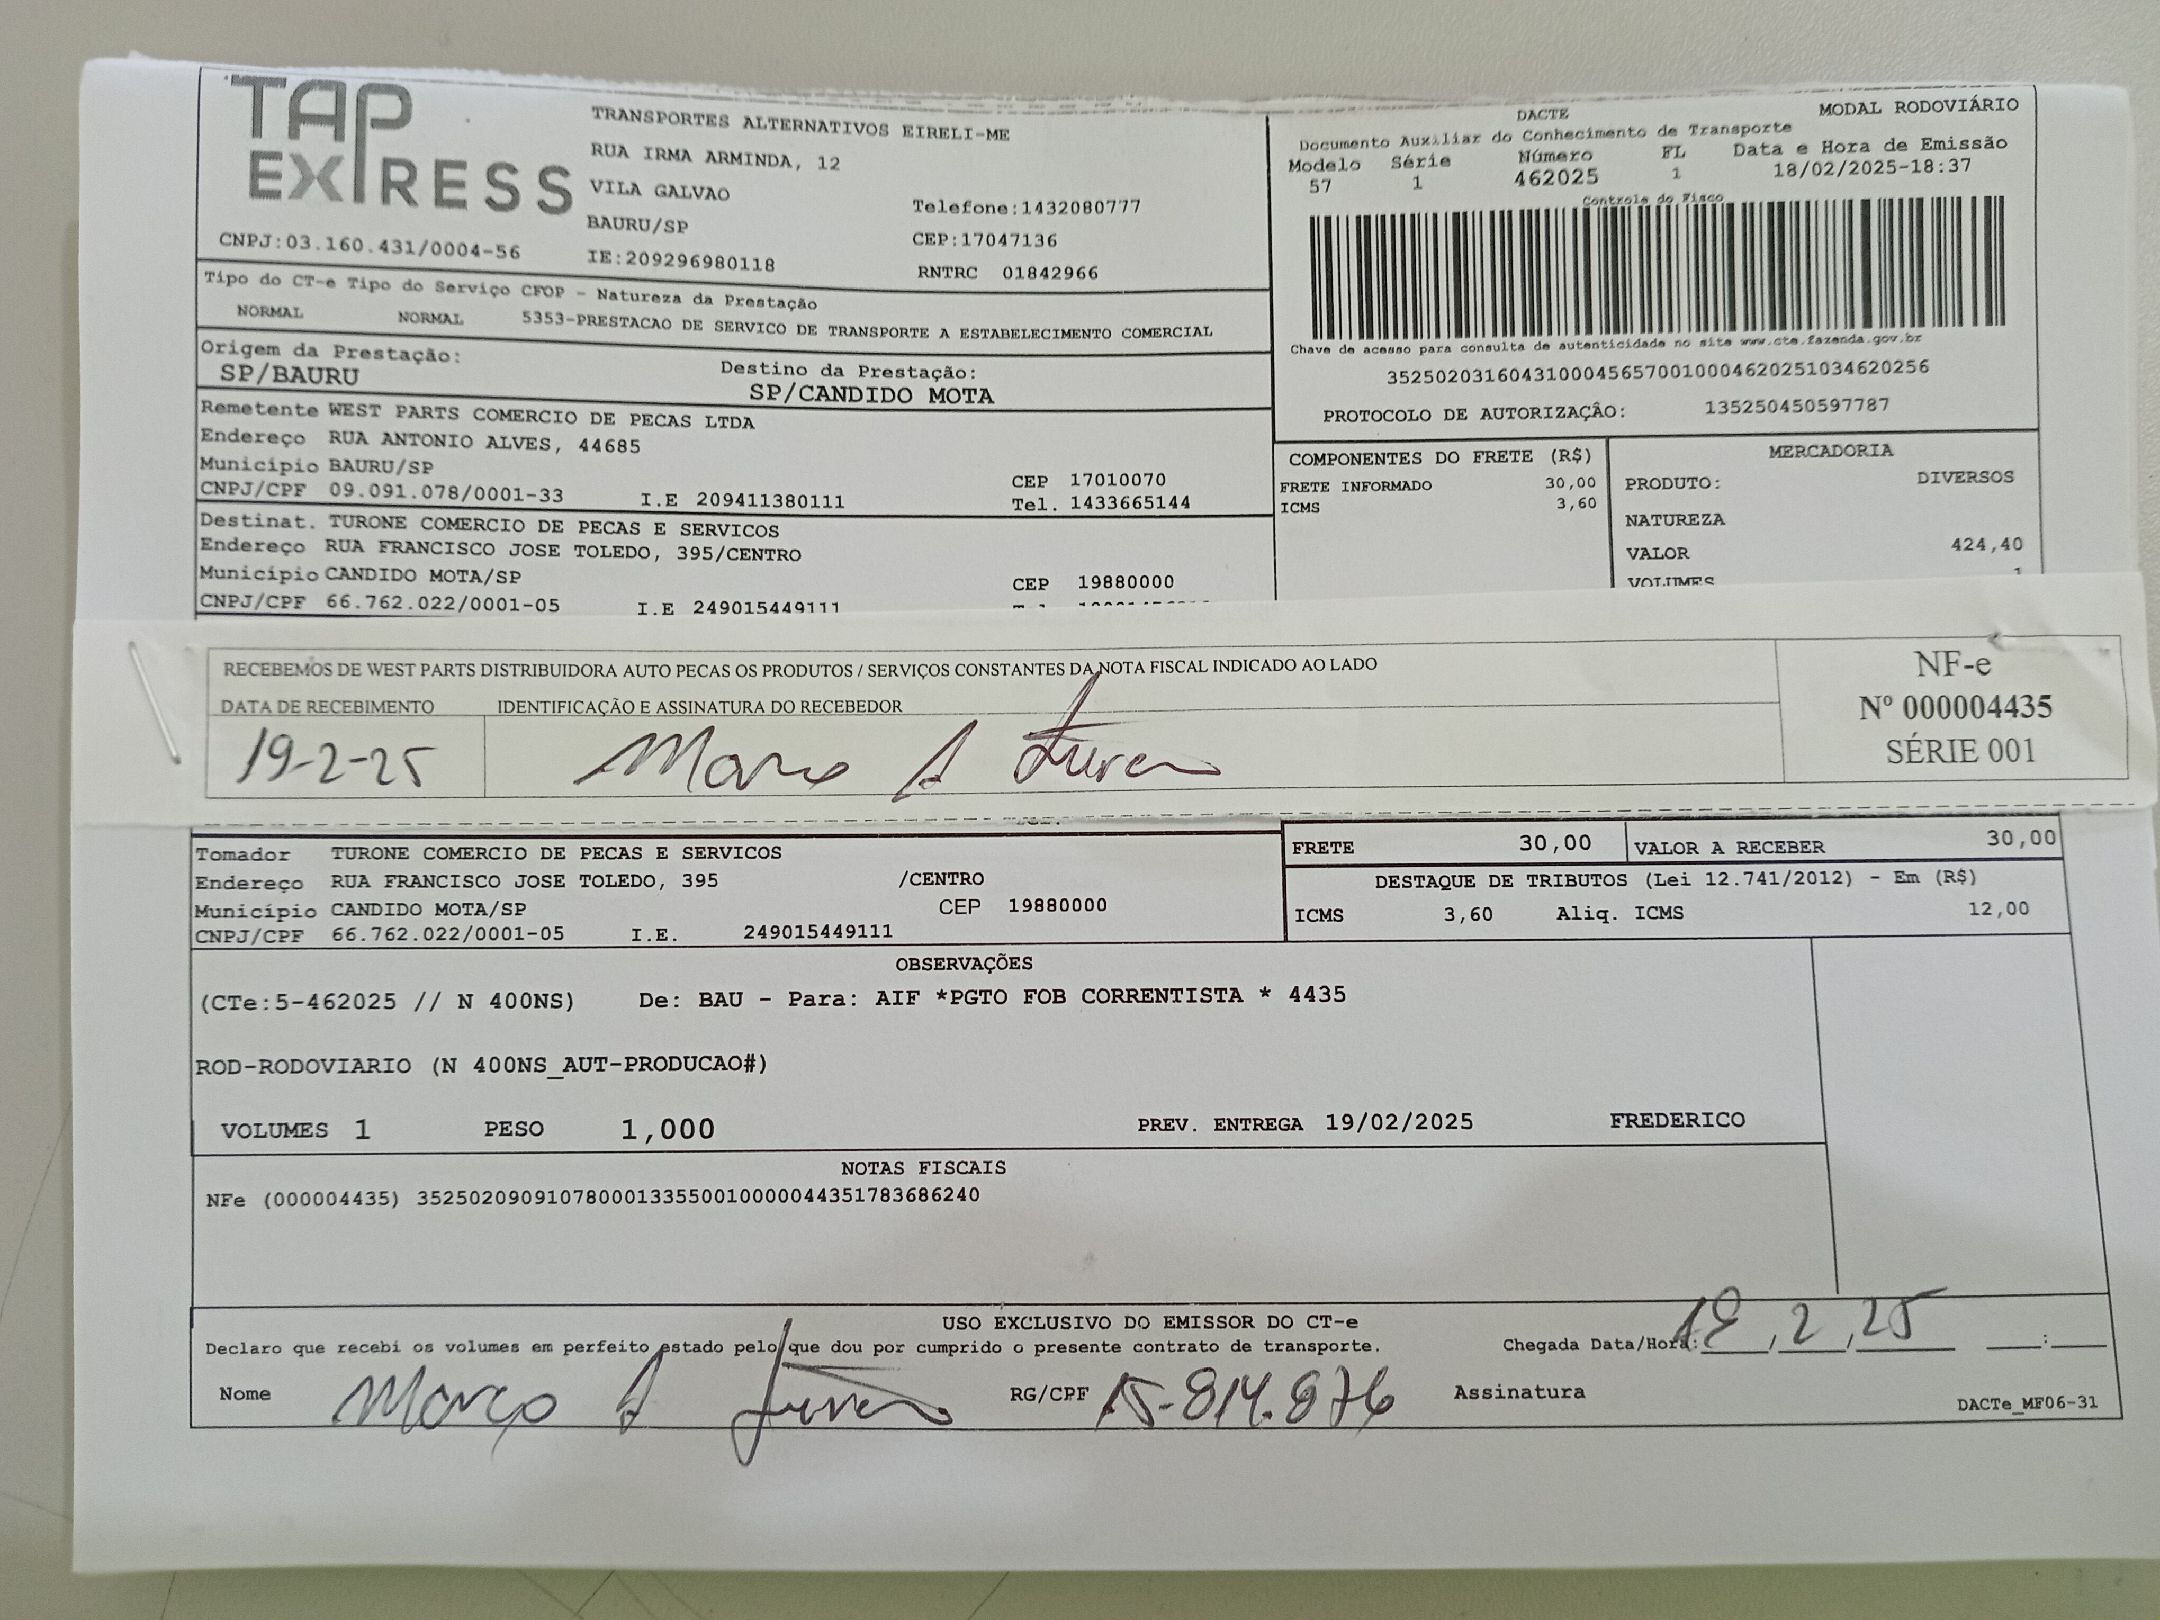 TAP EXPRESS
TRANSPORTES ALTERNATIVOS EIRELI-ME
RUA IRMA ARMINDA, 12
VILA GALVAO
BAURU/SP
Telefone:1432080777
CEP:17047136
CNPJ:03.160.431/0004-56
IE:209296980118
RNTRC 01842966
DACTE
MODAL RODOVIÁRIO
Documento Auxiliar do Conhecimento de Transporte
Modelo Série Número FL Data e Hora de Emissão
57 1 462025 1 18/02/2025-18:37
Controle do Fisco
Chave de acesso para consulta de autenticidade no site www.cte.fazenda.gov.br
35250203160431000456570010004620251034620256
PROTOCOLO DE AUTORIZAÇÂO: 135250450597787
Tipo do CT-e Tipo do Serviço CFOP - Natureza da Prestação
NORMAL NORMAL 5353-PRESTACAO DE SERVICO DE TRANSPORTE A ESTABELECIMENTO COMERCIAL
Origem da Prestação:
SP/BAURU
Destino da Prestação:
SP/CANDIDO MOTA
Remetente WEST PARTS COMERCIO DE PECAS LTDA
Endereço RUA ANTONIO ALVES, 44685
Município BAURU/SP CEP 17010070
CNPJ/CPF 09.091.078/0001-33 I.E 209411380111 Tel. 1433665144
Destinat. TURONE COMERCIO DE PECAS E SERVICOS
Endereço RUA FRANCISCO JOSE TOLEDO, 395/CENTRO
Município CANDIDO MOTA/SP CEP 19880000
CNPJ/CPF 66.762.022/0001-05 I.E 249015449111
COMPONENTES DO FRETE (R$)
FRETE INFORMADO 30,00
ICMS 3,60
MERCADORIA
PRODUTO: DIVERSOS
NATUREZA
VALOR 424,40
VOLUMES 1
RECEBEMOS DE WEST PARTS DISTRIBUIDORA AUTO PECAS OS PRODUTOS / SERVIÇOS CONSTANTES DA NOTA FISCAL INDICADO AO LADO
DATA DE RECEBIMENTO IDENTIFICAÇÃO E ASSINATURA DO RECEBEDOR
19-2-25
NF-e
Nº 000004435
SÉRIE 001
Tomador TURONE COMERCIO DE PECAS E SERVICOS
Endereço RUA FRANCISCO JOSE TOLEDO, 395 /CENTRO
Município CANDIDO MOTA/SP CEP 19880000
CNPJ/CPF 66.762.022/0001-05 I.E. 249015449111
FRETE 30,00 VALOR A RECEBER 30,00
DESTAQUE DE TRIBUTOS (Lei 12.741/2012) - Em (R$)
ICMS 3,60 Aliq. ICMS 12,00
OBSERVAÇÕES
(CTe:5-462025 // N 400NS) De: BAU - Para: AIF *PGTO FOB CORRENTISTA * 4435
ROD-RODOVIARIO (N 400NS_AUT-PRODUCAO#)
VOLUMES 1 PESO 1,000 PREV. ENTREGA 19/02/2025 FREDERICO
NOTAS FISCAIS
NFe (000004435) 35250209091078000133550010000044351783686240
USO EXCLUSIVO DO EMISSOR DO CT-e
Declaro que recebi os volumes em perfeito estado pelo que dou por cumprido o presente contrato de transporte.
Chegada Data/Hora: 19,2,25 :
Nome Março A RG/CPF 15-814.876 Assinatura
DACTe_MF06-31